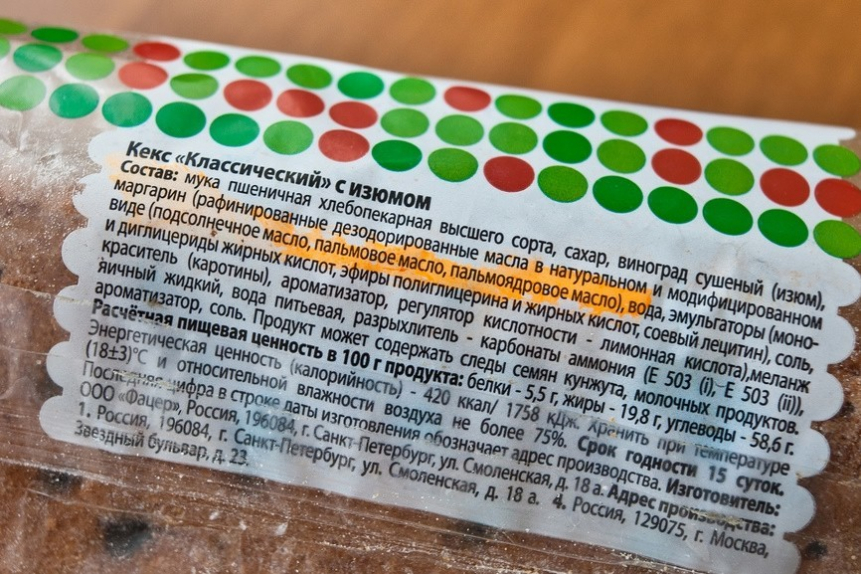 Кекс «Классический» с изюмом
Состав: мука пшеничная хлебопекарная высшего сорта, сахар, виноград сушеный (изюм),
маргарин (рафинированные дезодорированные масла в натуральном и модифицированном
виде (подсолнечное масло, пальмовое масло, пальмоядровое масло), вода, эмульгаторы (моно-
и диглицериды жирных кислот, эфиры полиглицерина и жирных кислот, соевый лецитин), соль,
краситель (каротины), ароматизатор, регулятор кислотности - лимонная кислота),меланж
яичный жидкий, вода питьевая, разрыхлитель - карбонаты аммония (Е 503 (i), Е 503 (ii)),
ароматизатор, соль. Продукт может содержать следы семян кунжута, молочных продуктов.
Расчётная пищевая ценность в 100 г продукта: белки - 5,5 г, жиры - 19,8 г, углеводы - 58,6 г.
Энергетическая ценность (калорийность) - 420 ккал/ 1758 кДж. Хранить при температуре
(18±3)°С и относительной влажности воздуха не более 75%. Срок годности 15 суток.
Последняя цифра в строке даты изготовления обозначает адрес производства. Изготовитель:
ООО «Фацер», Россия, 196084, г. Санкт-Петербург, ул. Смоленская, д. 18 а. Адрес производства:
1. Россия, 196084, г. Санкт-Петербург, ул. Смоленская, д. 18 а. 4. Россия, 129075, г. Москва,
Звездный бульвар, д. 23.